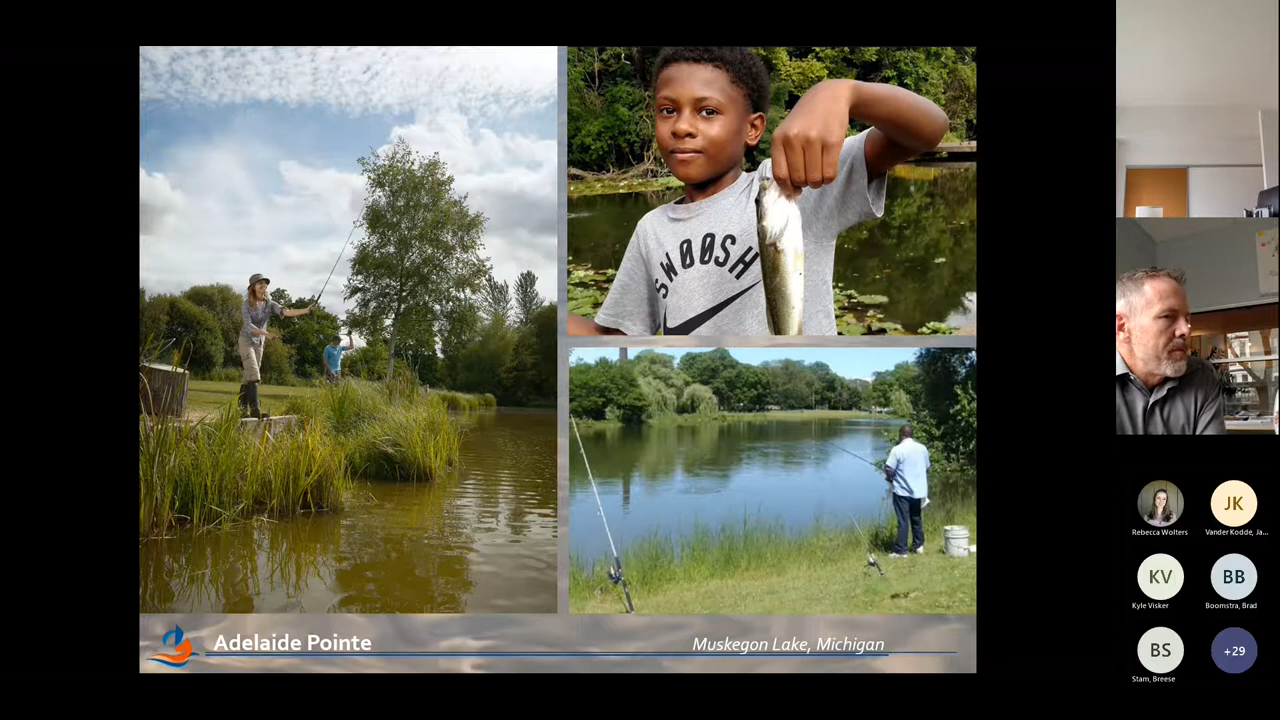 SWOOSH
Adelaide Pointe
Muskegon Lake, Michigan
Rebecca Wolters
JK
Vander Kodde, Ja...
KV
Kyle Visker
BB
Boomstra, Brad
BS
Stam, Breese
+29